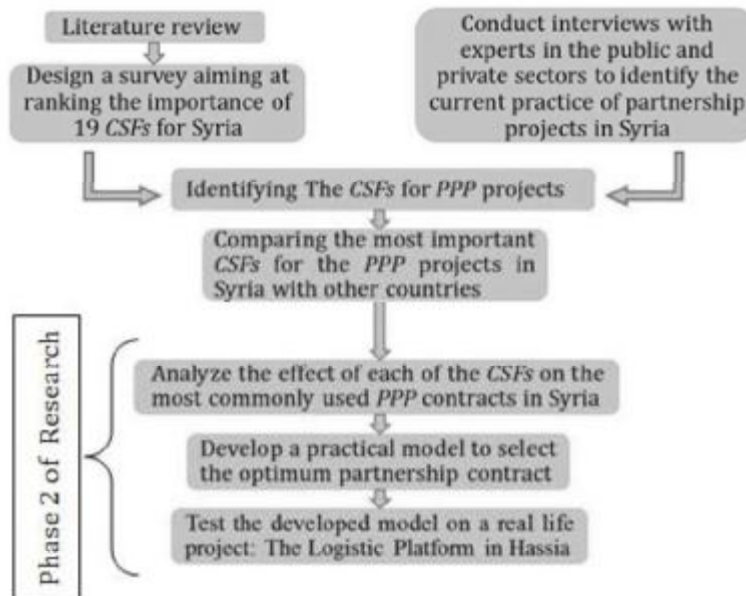 Literature review
Design a survey aiming at
ranking the importance of
19 CSFs for Syria
Conduct interviews with
experts in the public and
private sectors to identify the
current practice of partnership
projects in Syria
Identifying The CSFs for PPP projects
Comparing the most important
CSFs for the PPP projects in
Syria with other countries
Phase 2 of Research
Analyze the effect of each of the CSFs on the
most commonly used PPP contracts in Syria
Develop a practical model to select
the optimum partnership contract
Test the developed model on a real life
project: The Logistic Platform in Hassia